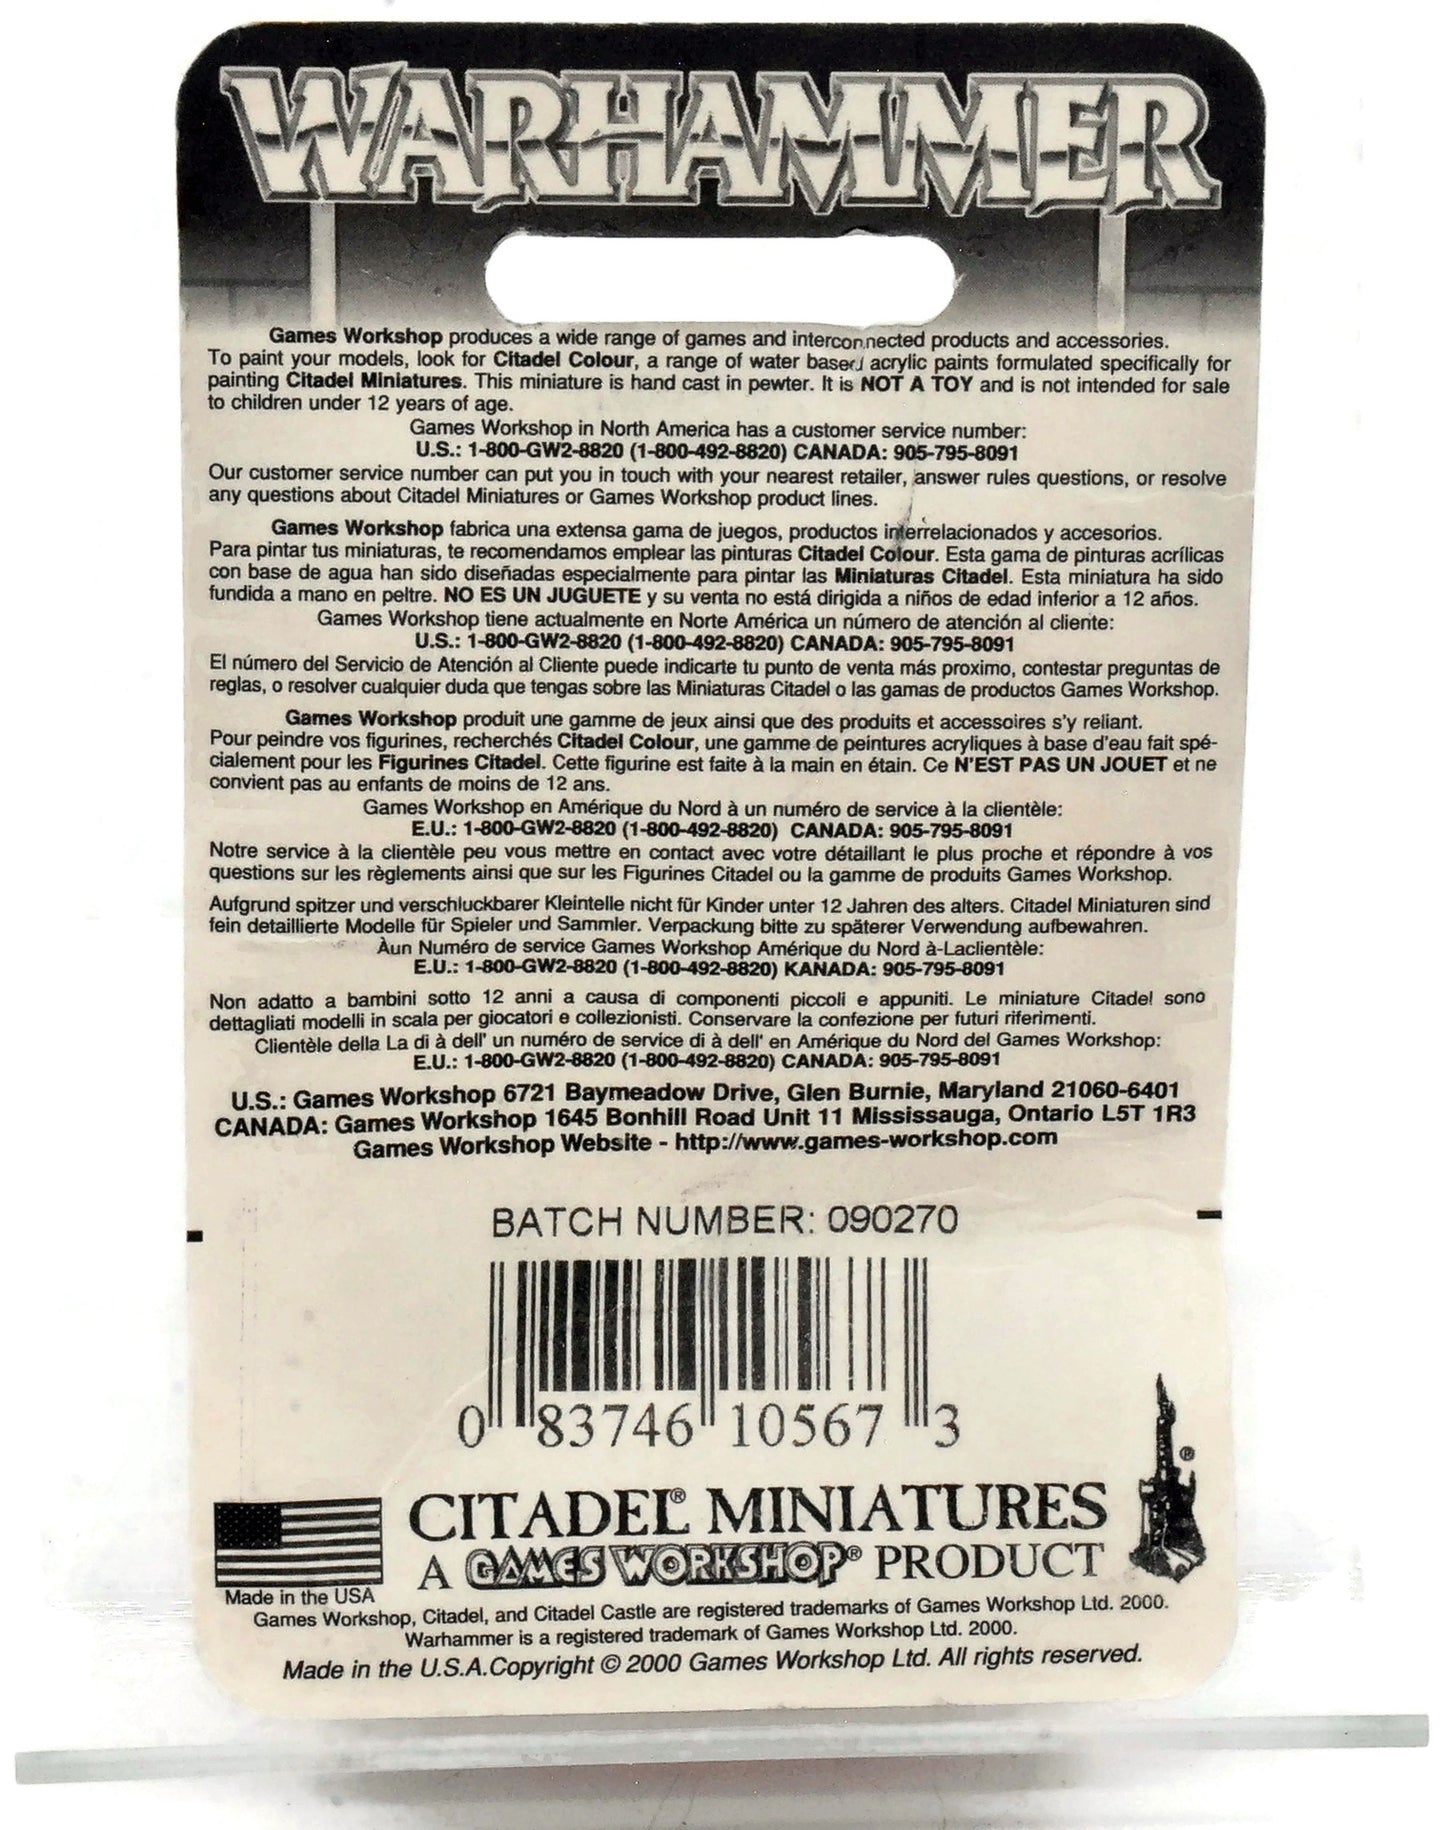 WARHAMMER
Games Workshop produces a wide range of games and interconnected products and accessories.
To paint your models, look for Citadel Colour, a range of water based acrylic paints formulated specifically for
painting Citadel Miniatures. This miniature is hand cast in pewter. It is NOT A TOY and is not intended for sale
to children under 12 years of age.
Games Workshop in North America has a customer service number:
U.S.: 1-800-GW2-8820 (1-800-492-8820) CANADA: 905-795-8091
Our customer service number can put you in touch with your nearest retailer, answer rules questions, or resolve
any questions about Citadel Miniatures or Games Workshop product lines.
Games Workshop fabrica una extensa gama de juegos, productos interrelacionados y accesorios.
Para pintar tus miniaturas, te recomendamos emplear las pinturas Citadel Colour. Esta gama de pinturas acrílicas
con base de agua han sido diseñadas especialmente para pintar las Miniaturas Citadel. Esta miniatura ha sido
fundida a mano en peltre. NO ES UN JUGUETE y su venta no está dirigida a niños de edad inferior a 12 años.
Games Workshop tiene actualmente en Norte América un número de atención al cliente:
U.S.: 1-800-GW2-8820 (1-800-492-8820) CANADA: 905-795-8091
El número del Servicio de Atención al Cliente puede indicarte tu punto de venta más proximo, contestar preguntas de
reglas, o resolver cualquier duda que tengas sobre las Miniaturas Citadel o las gamas de productos Games Workshop.
Games Workshop produit une gamme de jeux ainsi que des produits et accessoires s'y reliant.
Pour peindre vos figurines, recherchés Citadel Colour, une gamme de peintures acryliques à base d'eau fait spé-
cialement pour les Figurines Citadel. Cette figurine est faite à la main en étain. Ce N'EST PAS UN JOUET et ne
convient pas au enfants de moins de 12 ans.
Games Workshop en Amérique du Nord à un numéro de service à la clientèle:
E.U.: 1-800-GW2-8820 (1-800-492-8820) CANADA: 905-795-8091
Notre service à la clientèle peu vous mettre en contact avec votre détaillant le plus proche et répondre à vos
questions sur les règlements ainsi que sur les Figurines Citadel ou la gamme de produits Games Workshop.
Aufgrund spitzer und verschluckbarer Kleintelle nicht für Kinder unter 12 Jahren des alters. Citadel Miniaturen sind
fein detaillierte Modelle für Spieler und Sammler. Verpackung bitte zu späterer Verwendung aufbewahren.
Àun Numéro de service Games Workshop Amérique du Nord à-Laclientèle:
E.U.: 1-800-GW2-8820 (1-800-492-8820) KANADA: 905-795-8091
Non adatto a bambini sotto 12 anni a causa di componenti piccoli e appuniti. Le miniature Citadel sono
dettagliati modelli in scala per giocatori e collezionisti. Conservare la confezione per futuri riferimenti.
Clientèle della La di à dell' un numéro de service di à dell' en Amérique du Nord del Games Workshop:
E.U.: 1-800-GW2-8820 (1-800-492-8820) CANADA: 905-795-8091
U.S.: Games Workshop 6721 Baymeadow Drive, Glen Burnie, Maryland 21060-6401
CANADA: Games Workshop 1645 Bonhill Road Unit 11 Mississauga, Ontario L5T 1R3
Games Workshop Website - http://www.games-workshop.com
BATCH NUMBER: 090270
0 83746 10567 3
CITADEL® MINIATURES
A GAMES WORKSHOP® PRODUCT
®
Made in the USA
Games Workshop, Citadel, and Citadel Castle are registered trademarks of Games Workshop Ltd. 2000.
Warhammer is a registered trademark of Games Workshop Ltd. 2000.
Made in the U.S.A.Copyright © 2000 Games Workshop Ltd. All rights reserved.